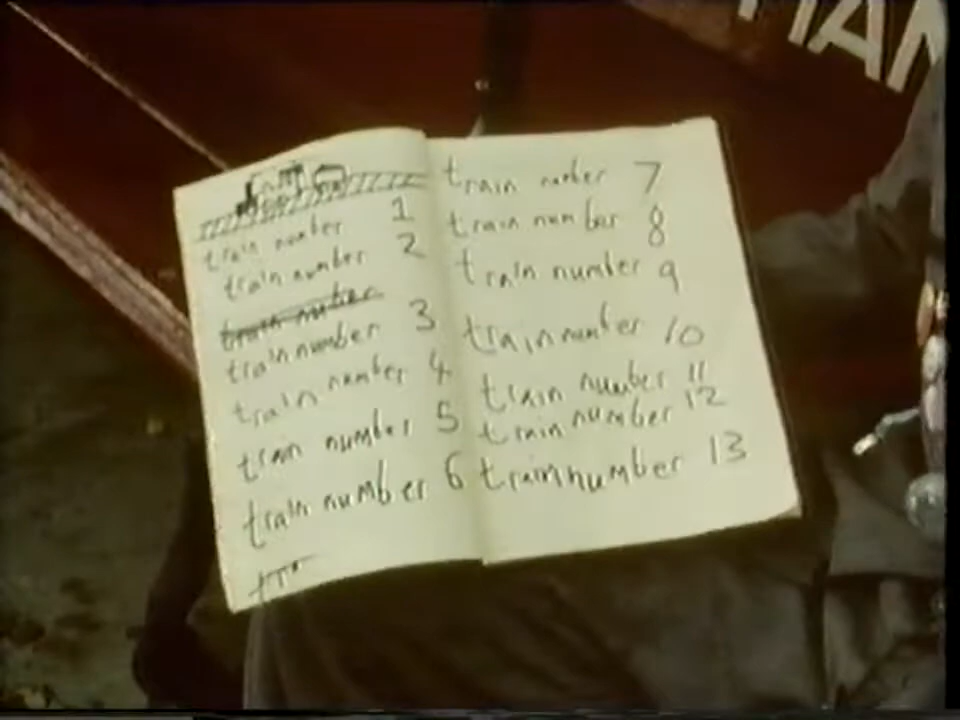 train number 1
train number 2
train number
train number 3
train number 4
train number 5
train number 6
train number 7
train number 8
train number 9
train number 10
train number 11
train number 12
train number 13